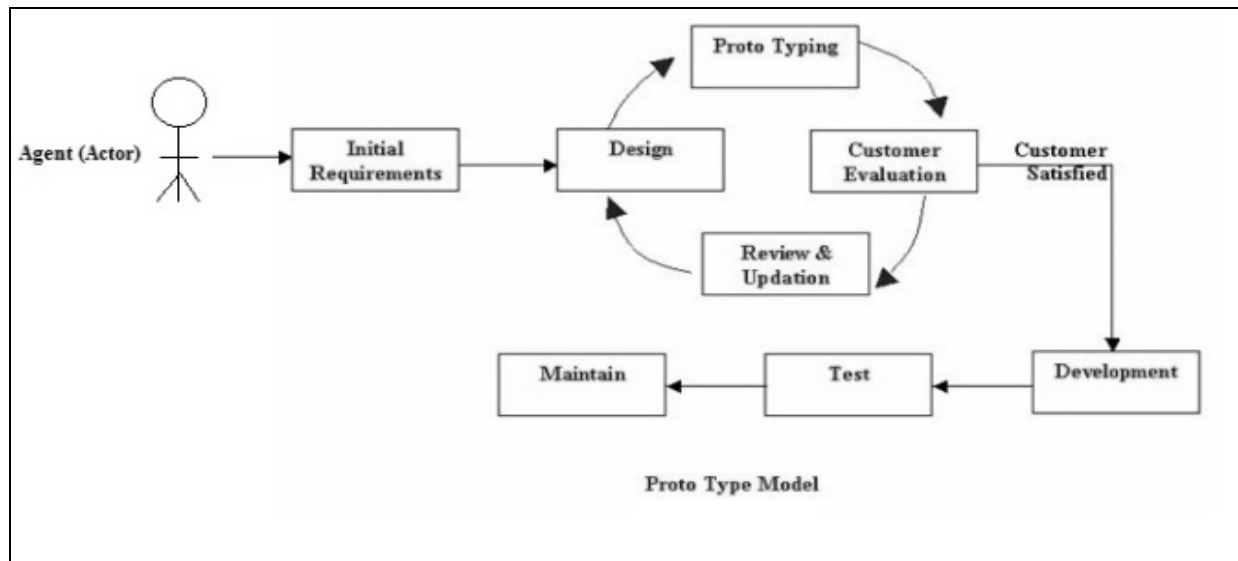 Proto Typing
Agent (Actor)
Initial
Requirements
Design
Customer
Evaluation
Customer
Satisfied
Review &
Updation
Maintain
Test
Development
Proto Type Model